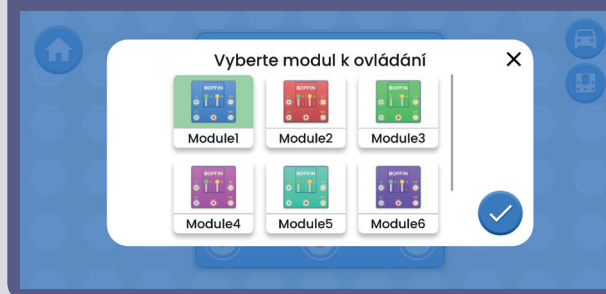 Vyberte modul k ovládání
BOFFIN BOFFIN BOFFIN
Module1 Module2 Module3
BOFFIN BOFFIN BOFFIN
Module4 Module5 Module6